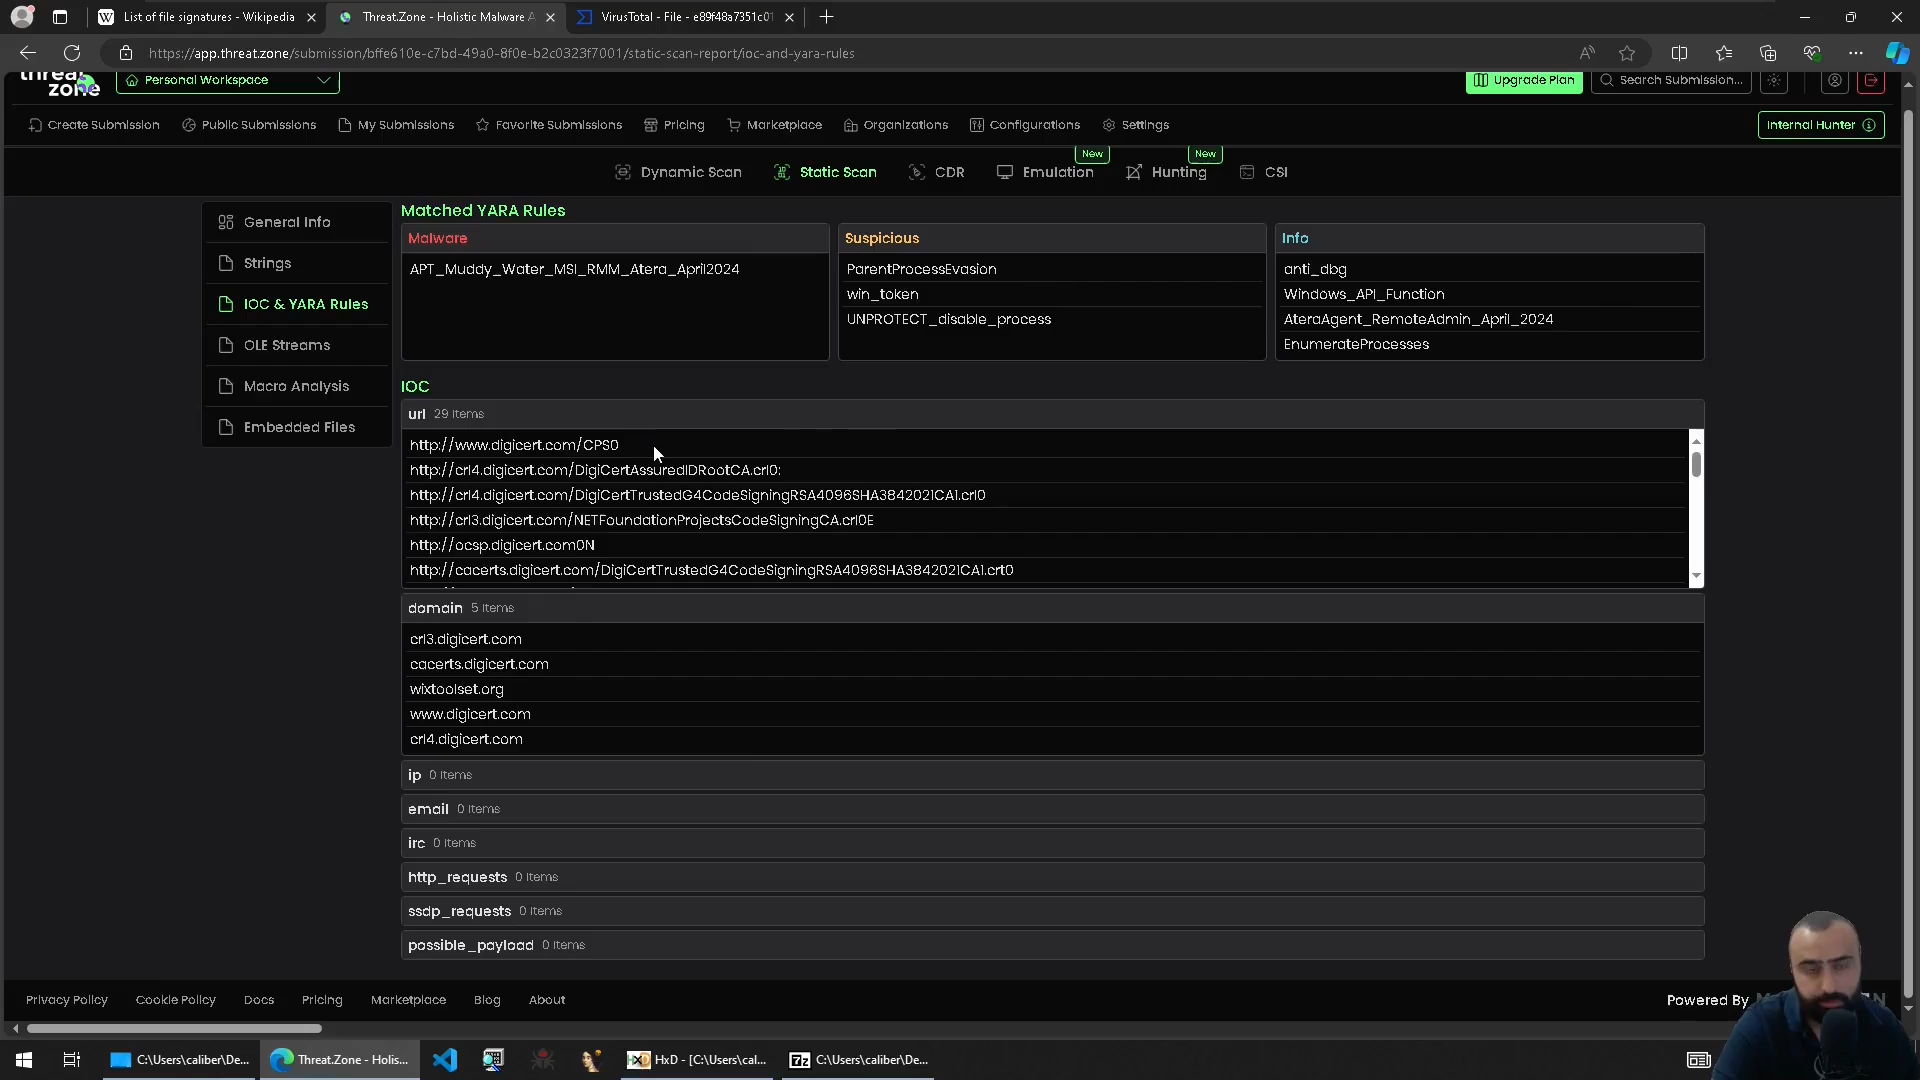 List of file signatures - Wikipedia
Threat.Zone - Holistic Malware A
VirusTotal - File - e89f48a7351c01
https://app.threat.zone/submission/bffe610e-c7bd-49a0-8f0e-b2c0323f7001/static-scan-report/ioc-and-yara-rules
threat
zone
Personal Workspace
Upgrade Plan
Search Submission...
Create Submission
Public Submissions
My Submissions
Favorite Submissions
Pricing
Marketplace
Organizations
Configurations
Settings
Internal Hunter
New
New
Dynamic Scan
Static Scan
CDR
Emulation
Hunting
CSI
General Info
Strings
IOC & YARA Rules
OLE Streams
Macro Analysis
Embedded Files
Matched YARA Rules
Malware
APT_Muddy_Water_MSI_RMM_Atera_April2024
Suspicious
ParentProcessEvasion
win_token
UNPROTECT_disable_process
Info
anti_dbg
Windows_API_Function
AteraAgent_RemoteAdmin_April_2024
EnumerateProcesses
IOC
url 29 Items
http://www.digicert.com/CPS0
http://crl4.digicert.com/DigiCertAssuredIDRootCA.crl0:
http://crl4.digicert.com/DigiCertTrustedG4CodeSigningRSA4096SHA3842021CA1.crl0
http://crl3.digicert.com/NETFoundationProjectsCodeSigningCA.crl0E
http://ocsp.digicert.com0N
http://cacerts.digicert.com/DigiCertTrustedG4CodeSigningRSA4096SHA3842021CA1.crt0
domain 5 Items
crl3.digicert.com
cacerts.digicert.com
wixtoolset.org
www.digicert.com
crl4.digicert.com
ip 0 Items
email 0 Items
irc 0 Items
http_requests 0 Items
ssdp_requests 0 Items
possible_payload 0 Items
Privacy Policy
Cookie Policy
Docs
Pricing
Marketplace
Blog
About
Powered By
C:\Users\caliber\De...
Threat.Zone - Holis...
HxD - [C:\Users\cal...
C:\Users\caliber\De...